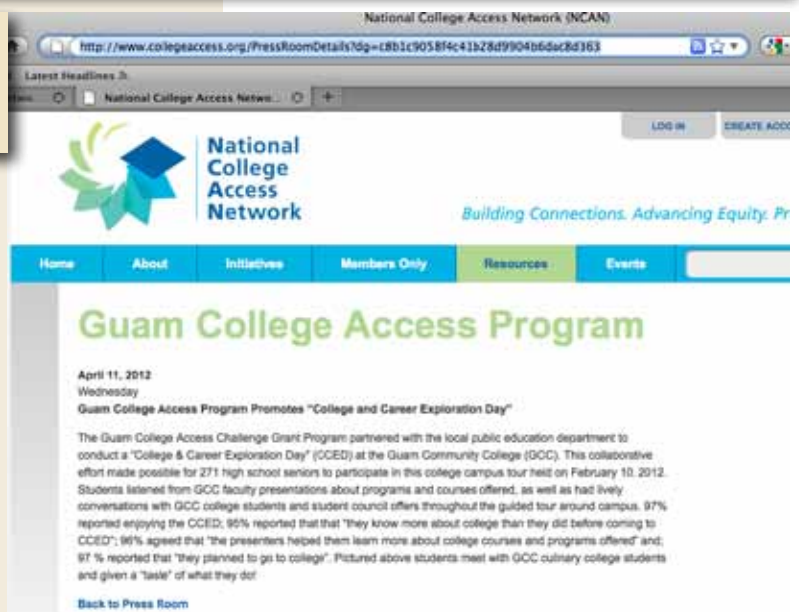 National College Access Network (NCAN)
http://www.collegeaccess.org/PressRoomDetails?dg=c8b1c9058f4c41b28d9904b6dac8d363
Latest Headlines
National College Access Netwo...
LOG IN
CREATE ACCO
National
College
Access
Network
Building Connections. Advancing Equity. Pr
Home About Initiatives Members Only Resources Events
Guam College Access Program
April 11, 2012
Wednesday
Guam College Access Program Promotes "College and Career Exploration Day"
The Guam College Access Challenge Grant Program partnered with the local public education department to
conduct a "College & Career Exploration Day" (CCED) at the Guam Community College (GCC). This collaborative
effort made possible for 271 high school seniors to participate in this college campus tour held on February 10, 2012.
Students listened from GCC faculty presentations about programs and courses offered, as well as had lively
conversations with GCC college students and student council offers throughout the guided tour around campus. 97%
reported enjoying the CCED; 95% reported that that "they know more about college than they did before coming to
CCED"; 96% agreed that "the presenters helped them learn more about college courses and programs offered" and;
97 % reported that "they planned to go to college". Pictured above students meet with GCC culinary college students
and given a "taste" of what they do!
Back to Press Room